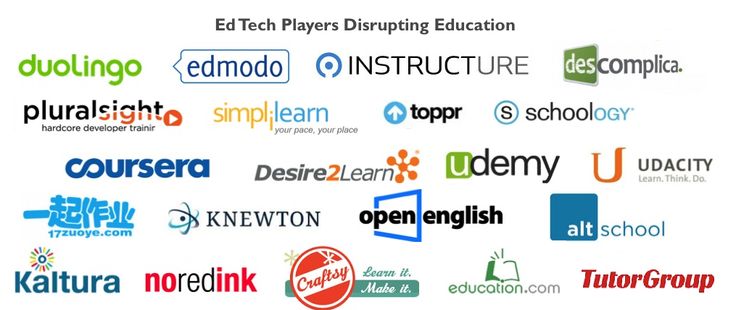 Ed Tech Players Disrupting Education
duolingo edmodo INSTRUCTURE descomplica.
pluralsight simplilearn toppr S schoology
hardcore developer trainir your pace, your place
coursera Desire2Learn udemy U UDACITY
Learn. Think. Do.
一起作业 KNEWTON open english alt school
17zuoye.com
Kaltura noredink Craftsy Learn it. education.com TutorGroup
Make it.